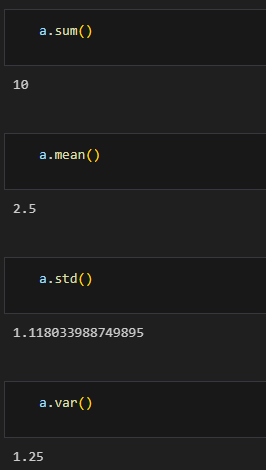 a.sum()
10
a.mean()
2.5
a.std()
1.118033988749895
a.var()
1.25